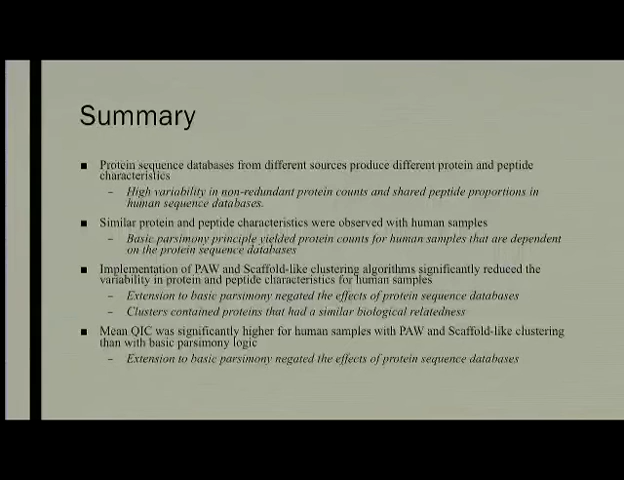 Summary
■ Protein sequence databases from different sources produce different protein and peptide
characteristics
– High variability in non-redundant protein counts and shared peptide proportions in
human sequence databases.
■ Similar protein and peptide characteristics were observed with human samples
– Basic parsimony principle yielded protein counts for human samples that are dependent
on the protein sequence databases
■ Implementation of PAW and Scaffold-like clustering algorithms significantly reduced the
variability in protein and peptide characteristics for human samples
– Extension to basic parsimony negated the effects of protein sequence databases
– Clusters contained proteins that had a similar biological relatedness
■ Mean QIC was significantly higher for human samples with PAW and Scaffold-like clustering
than with basic parsimony logic
– Extension to basic parsimony negated the effects of protein sequence databases